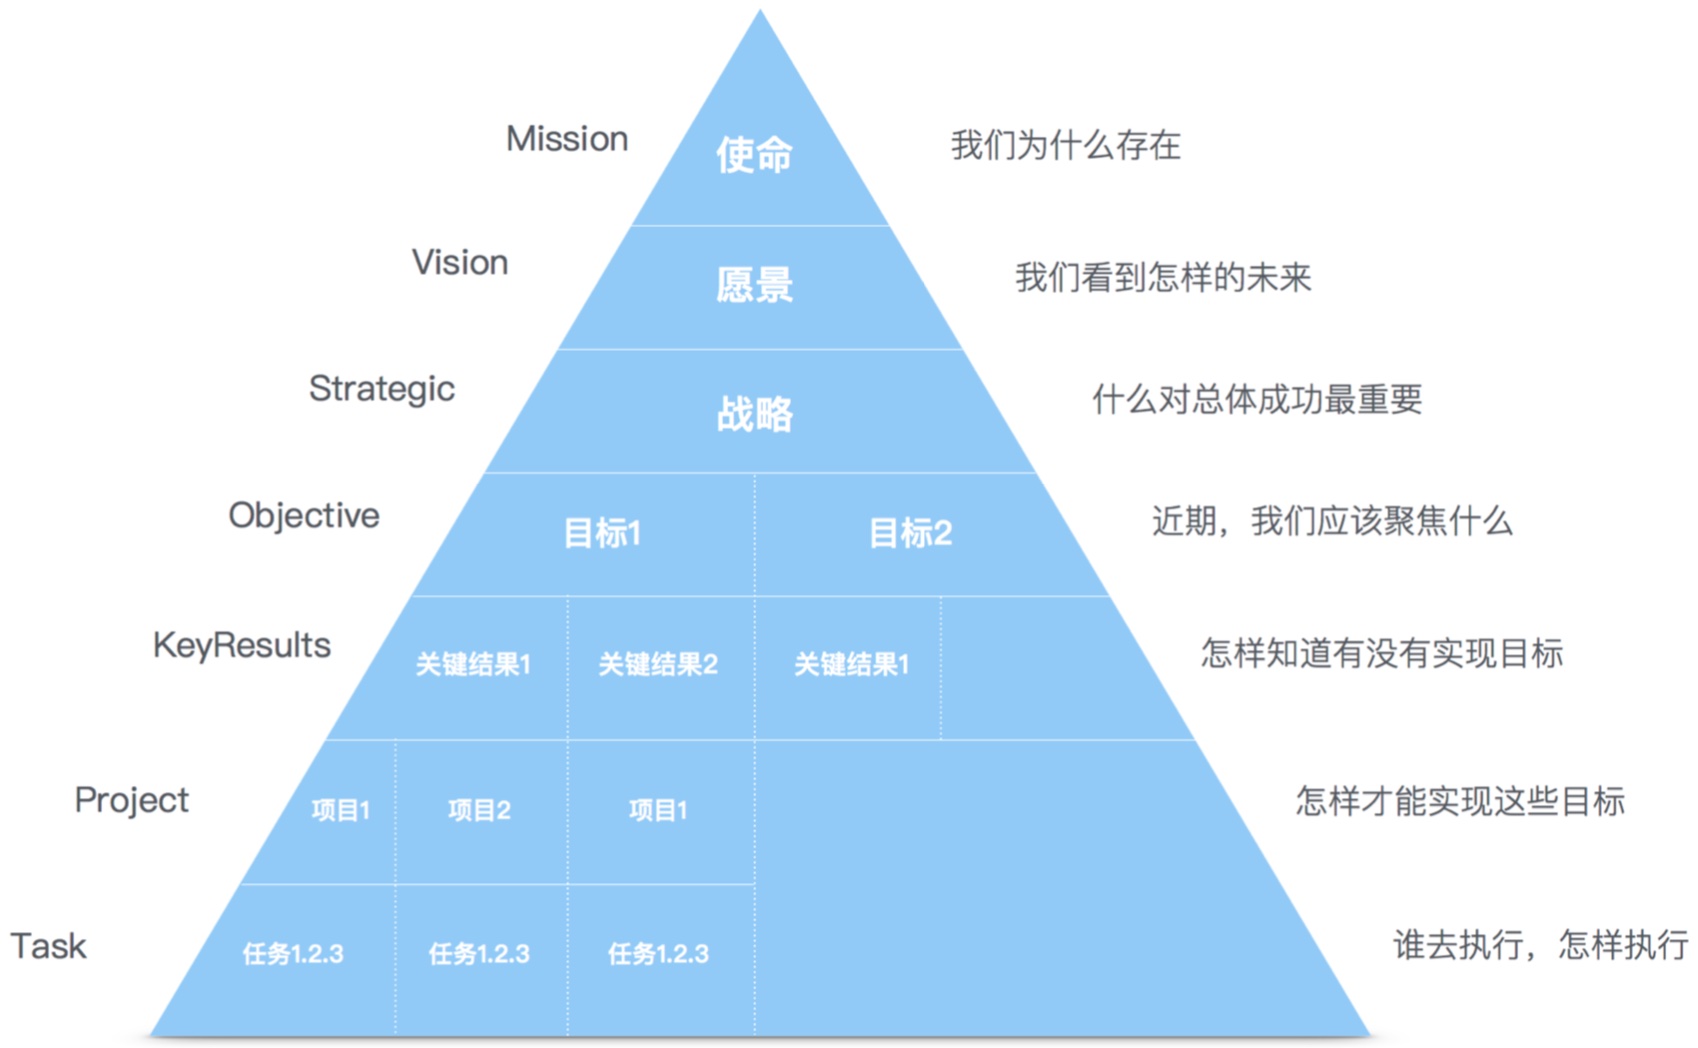 Mission
使命
我们为什么存在
Vision
愿景
我们看到怎样的未来
Strategic
战略
什么对总体成功最重要
Objective
目标1
目标2
近期，我们应该聚焦什么
KeyResults
关键结果1
关键结果2
关键结果1
怎样知道有没有实现目标
Project
项目1
项目2
项目1
怎样才能实现这些目标
Task
任务1.2.3
任务1.2.3
任务1.2.3
谁去执行，怎样执行